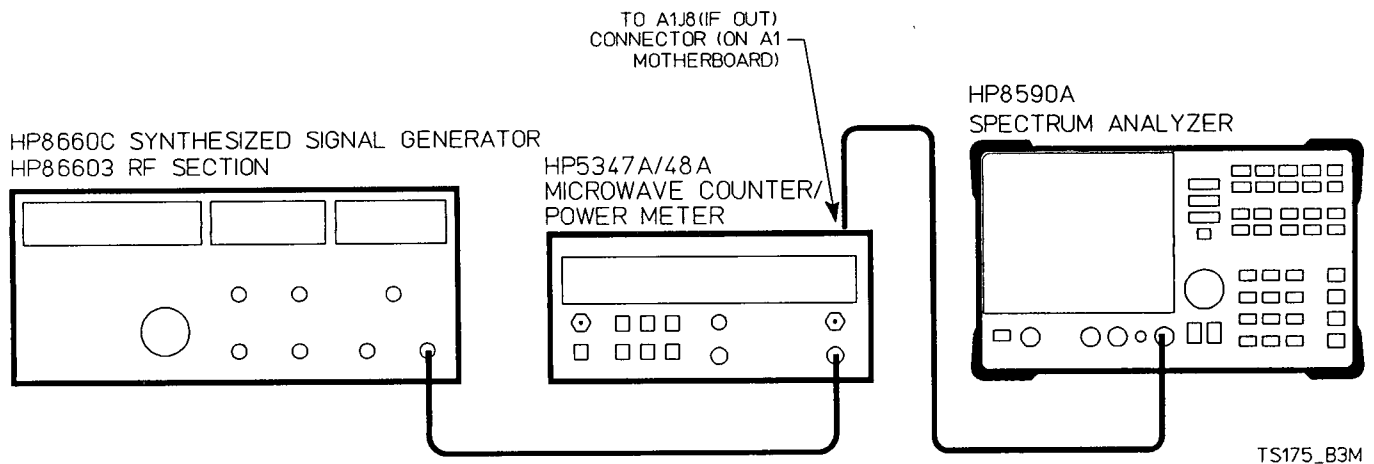 TO A1J8(IF OUT)
CONNECTOR (ON A1
MOTHERBOARD)
HP8590A
SPECTRUM ANALYZER
HP8660C SYNTHESIZED SIGNAL GENERATOR
HP86603 RF SECTION
HP5347A/48A
MICROWAVE COUNTER/
POWER METER
TS175_B3M